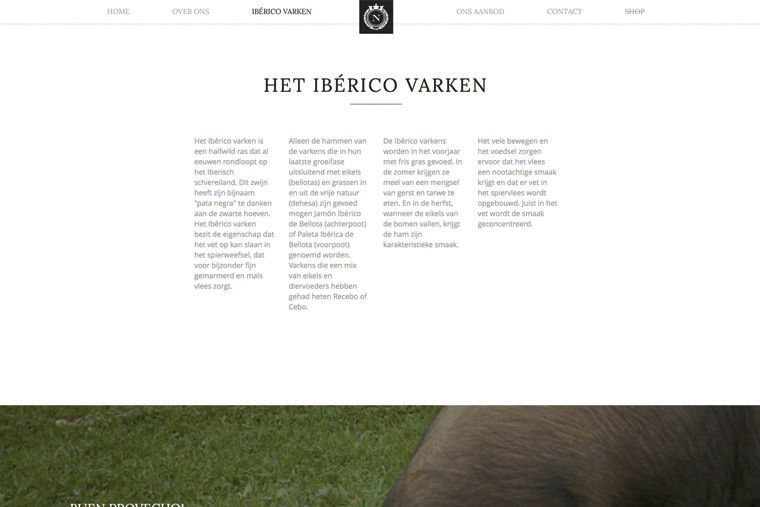 HOME
OVER ONS
IBÉRICO VARKEN
N
ONS AANBOD
CONTACT
SHOP
HET IBÉRICO VARKEN
Het Ibérico varken is
een halfwild ras dat al
eeuwen rondloopt op
het Iberisch
schiereiland. Dit zwijn
heeft zijn bijnaam
"pata negra" te danken
aan de zwarte hoeven.
Het Ibérico varken
bezit de eigenschap dat
het vet op kan slaan in
het spierweefsel, dat
voor bijzonder fijn
gemarmerd en mals
vlees zorgt.
Alleen de hammen van
de varkens die in hun
laatste groeifase
uitsluitend met eikels
(bellotas) en grassen in
en uit de vrije natuur
(dehesa) zijn gevoed
mogen Jamón Ibérico
de Bellota (achterpoot)
of Paleta Ibérica de
Bellota (voorpoot)
genoemd worden.
Varkens die een mix
van eikels en
diervoeders hebben
gehad heten Recebo of
Cebo.
De Ibérico varkens
worden in het voorjaar
met fris gras gevoed. In
de zomer krijgen ze
meel van een mengsel
van gerst en tarwe te
eten. En in de herfst,
wanneer de eikels van
de bomen vallen, krijgt
de ham zijn
karakteristieke smaak.
Het vele bewegen en
het voedsel zorgen
ervoor dat het vlees
een nootachtige smaak
krijgt en dat er vet in
het spiervlees wordt
opgebouwd. Juist in het
vet wordt de smaak
geconcentreerd.
BUEN PROVECHO!